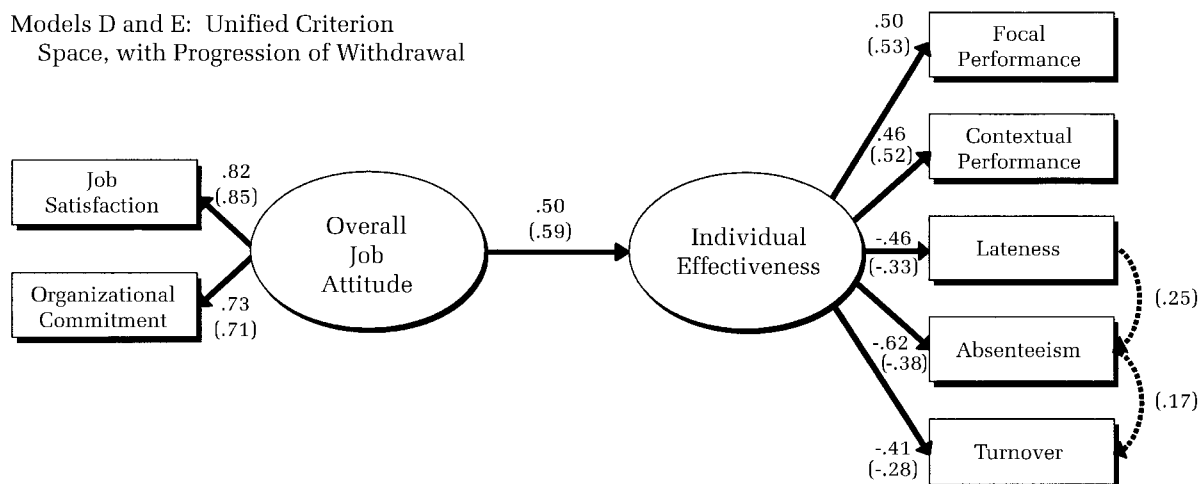 Models D and E: Unified Criterion
Space, with Progression of Withdrawal
Job
Satisfaction
Organizational
Commitment
.82
(.85)
.73
(.71)
Overall
Job
Attitude
.50
(.59)
Individual
Effectiveness
.50
(.53)
.46
(.52)
-.46
(-.33)
-.62
(-.38)
-.41
(-.28)
Focal
Performance
Contextual
Performance
Lateness
Absenteeism
Turnover
(.25)
(.17)